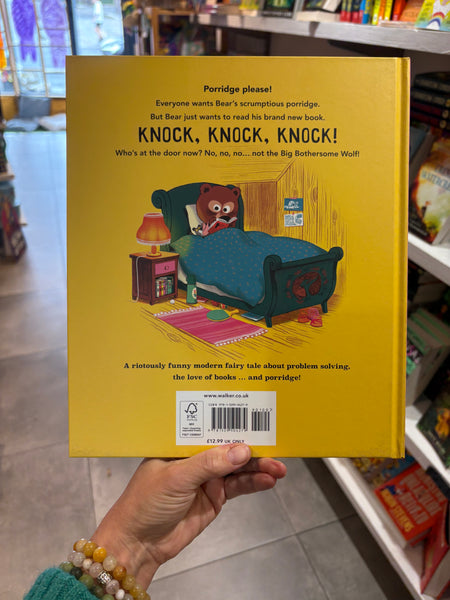 Porridge please!
Everyone wants Bear's scrumptious porridge.
But Bear just wants to read his brand new book.
KNOCK, KNOCK, KNOCK!
Who's at the door now? No, no, no... not the Big Bothersome Wolf!
A riotously funny modern fairy tale about problem solving,
the love of books ... and porridge!
www.walker.co.uk
FSC
£12.99 UK ONLY